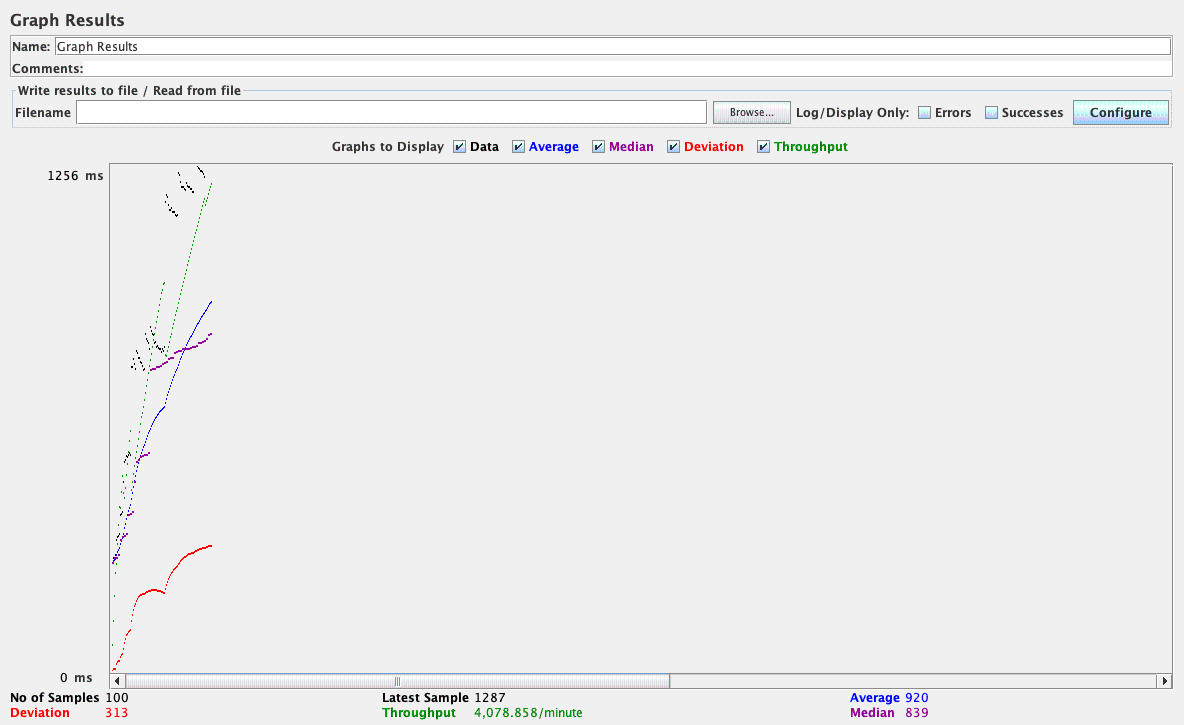 Graph Results
Name: Graph Results
Comments:
Write results to file / Read from file
Filename Browse... Log/Display Only: Errors Successes Configure
Graphs to Display Data Average Median Deviation Throughput
1256 ms
0 ms
No of Samples 100 Latest Sample 1287 Average 920
Deviation 313 Throughput 4,078.858/minute Median 839